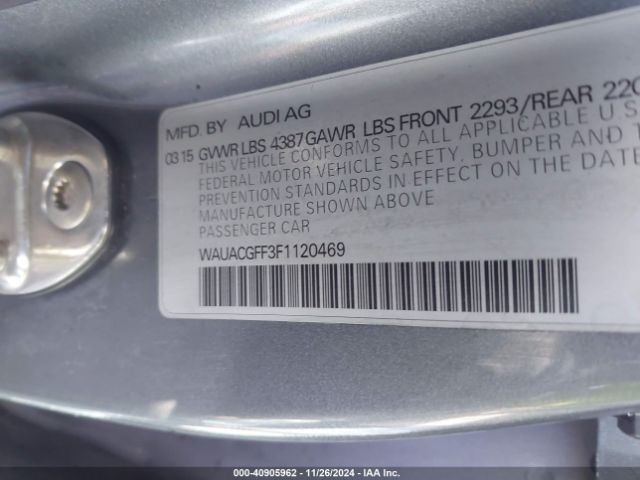 MFD. BY AUDI AG
03 15 GVWR LBS 4387 GAWR LBS FRONT 2293/REAR
THIS VEHICLE CONFORMS TO ALL APPLICABLE U.S.
FEDERAL MOTOR VEHICLE SAFETY, BUMPER AND
PREVENTION STANDARDS IN EFFECT ON THE DATE
MANUFACTURE SHOWN ABOVE
PASSENGER CAR
WAUACGFF3F1120469
000-40905962 - 11/26/2024 - IAA Inc.